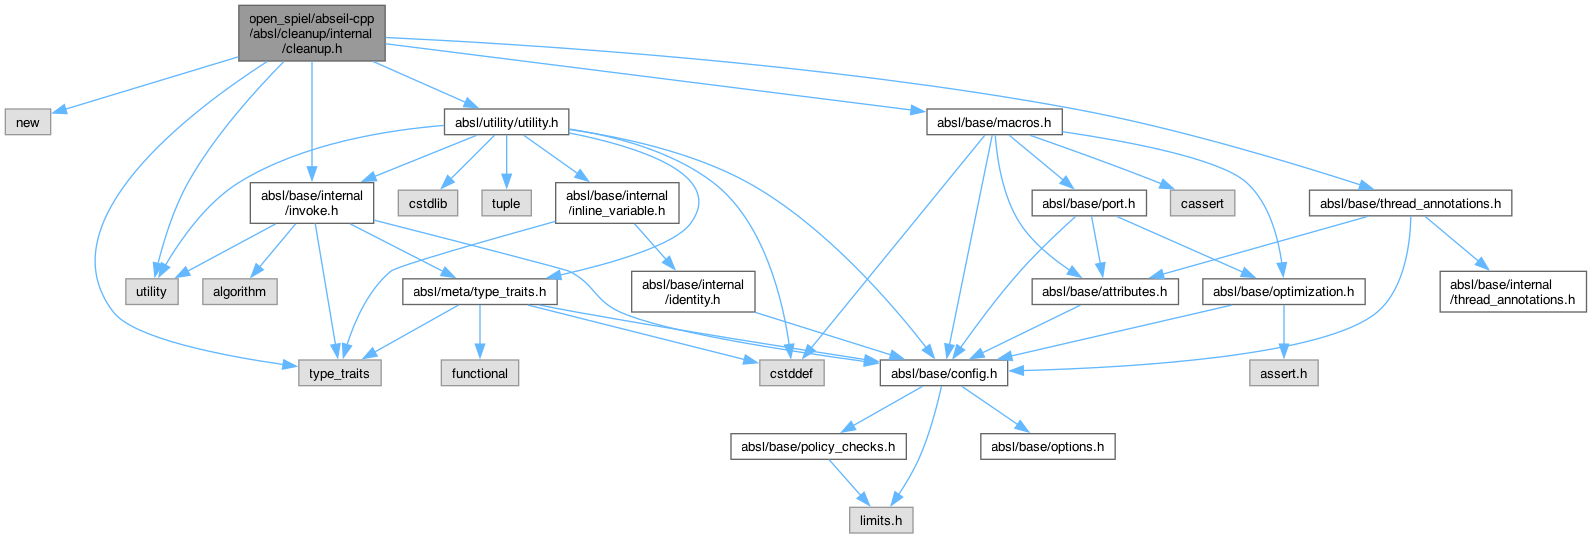 open_spiel/abseil-cpp
/absl/cleanup/internal
/cleanup.h
new
absl/utility/utility.h
absl/base/macros.h
absl/base/internal
/invoke.h
cstdlib
tuple
absl/base/internal
/inline_variable.h
absl/base/port.h
cassert
absl/base/thread_annotations.h
utility
algorithm
absl/meta/type_traits.h
absl/base/internal
/identity.h
absl/base/attributes.h
absl/base/optimization.h
absl/base/internal
/thread_annotations.h
type_traits
functional
cstddef
absl/base/config.h
assert.h
absl/base/policy_checks.h
absl/base/options.h
limits.h